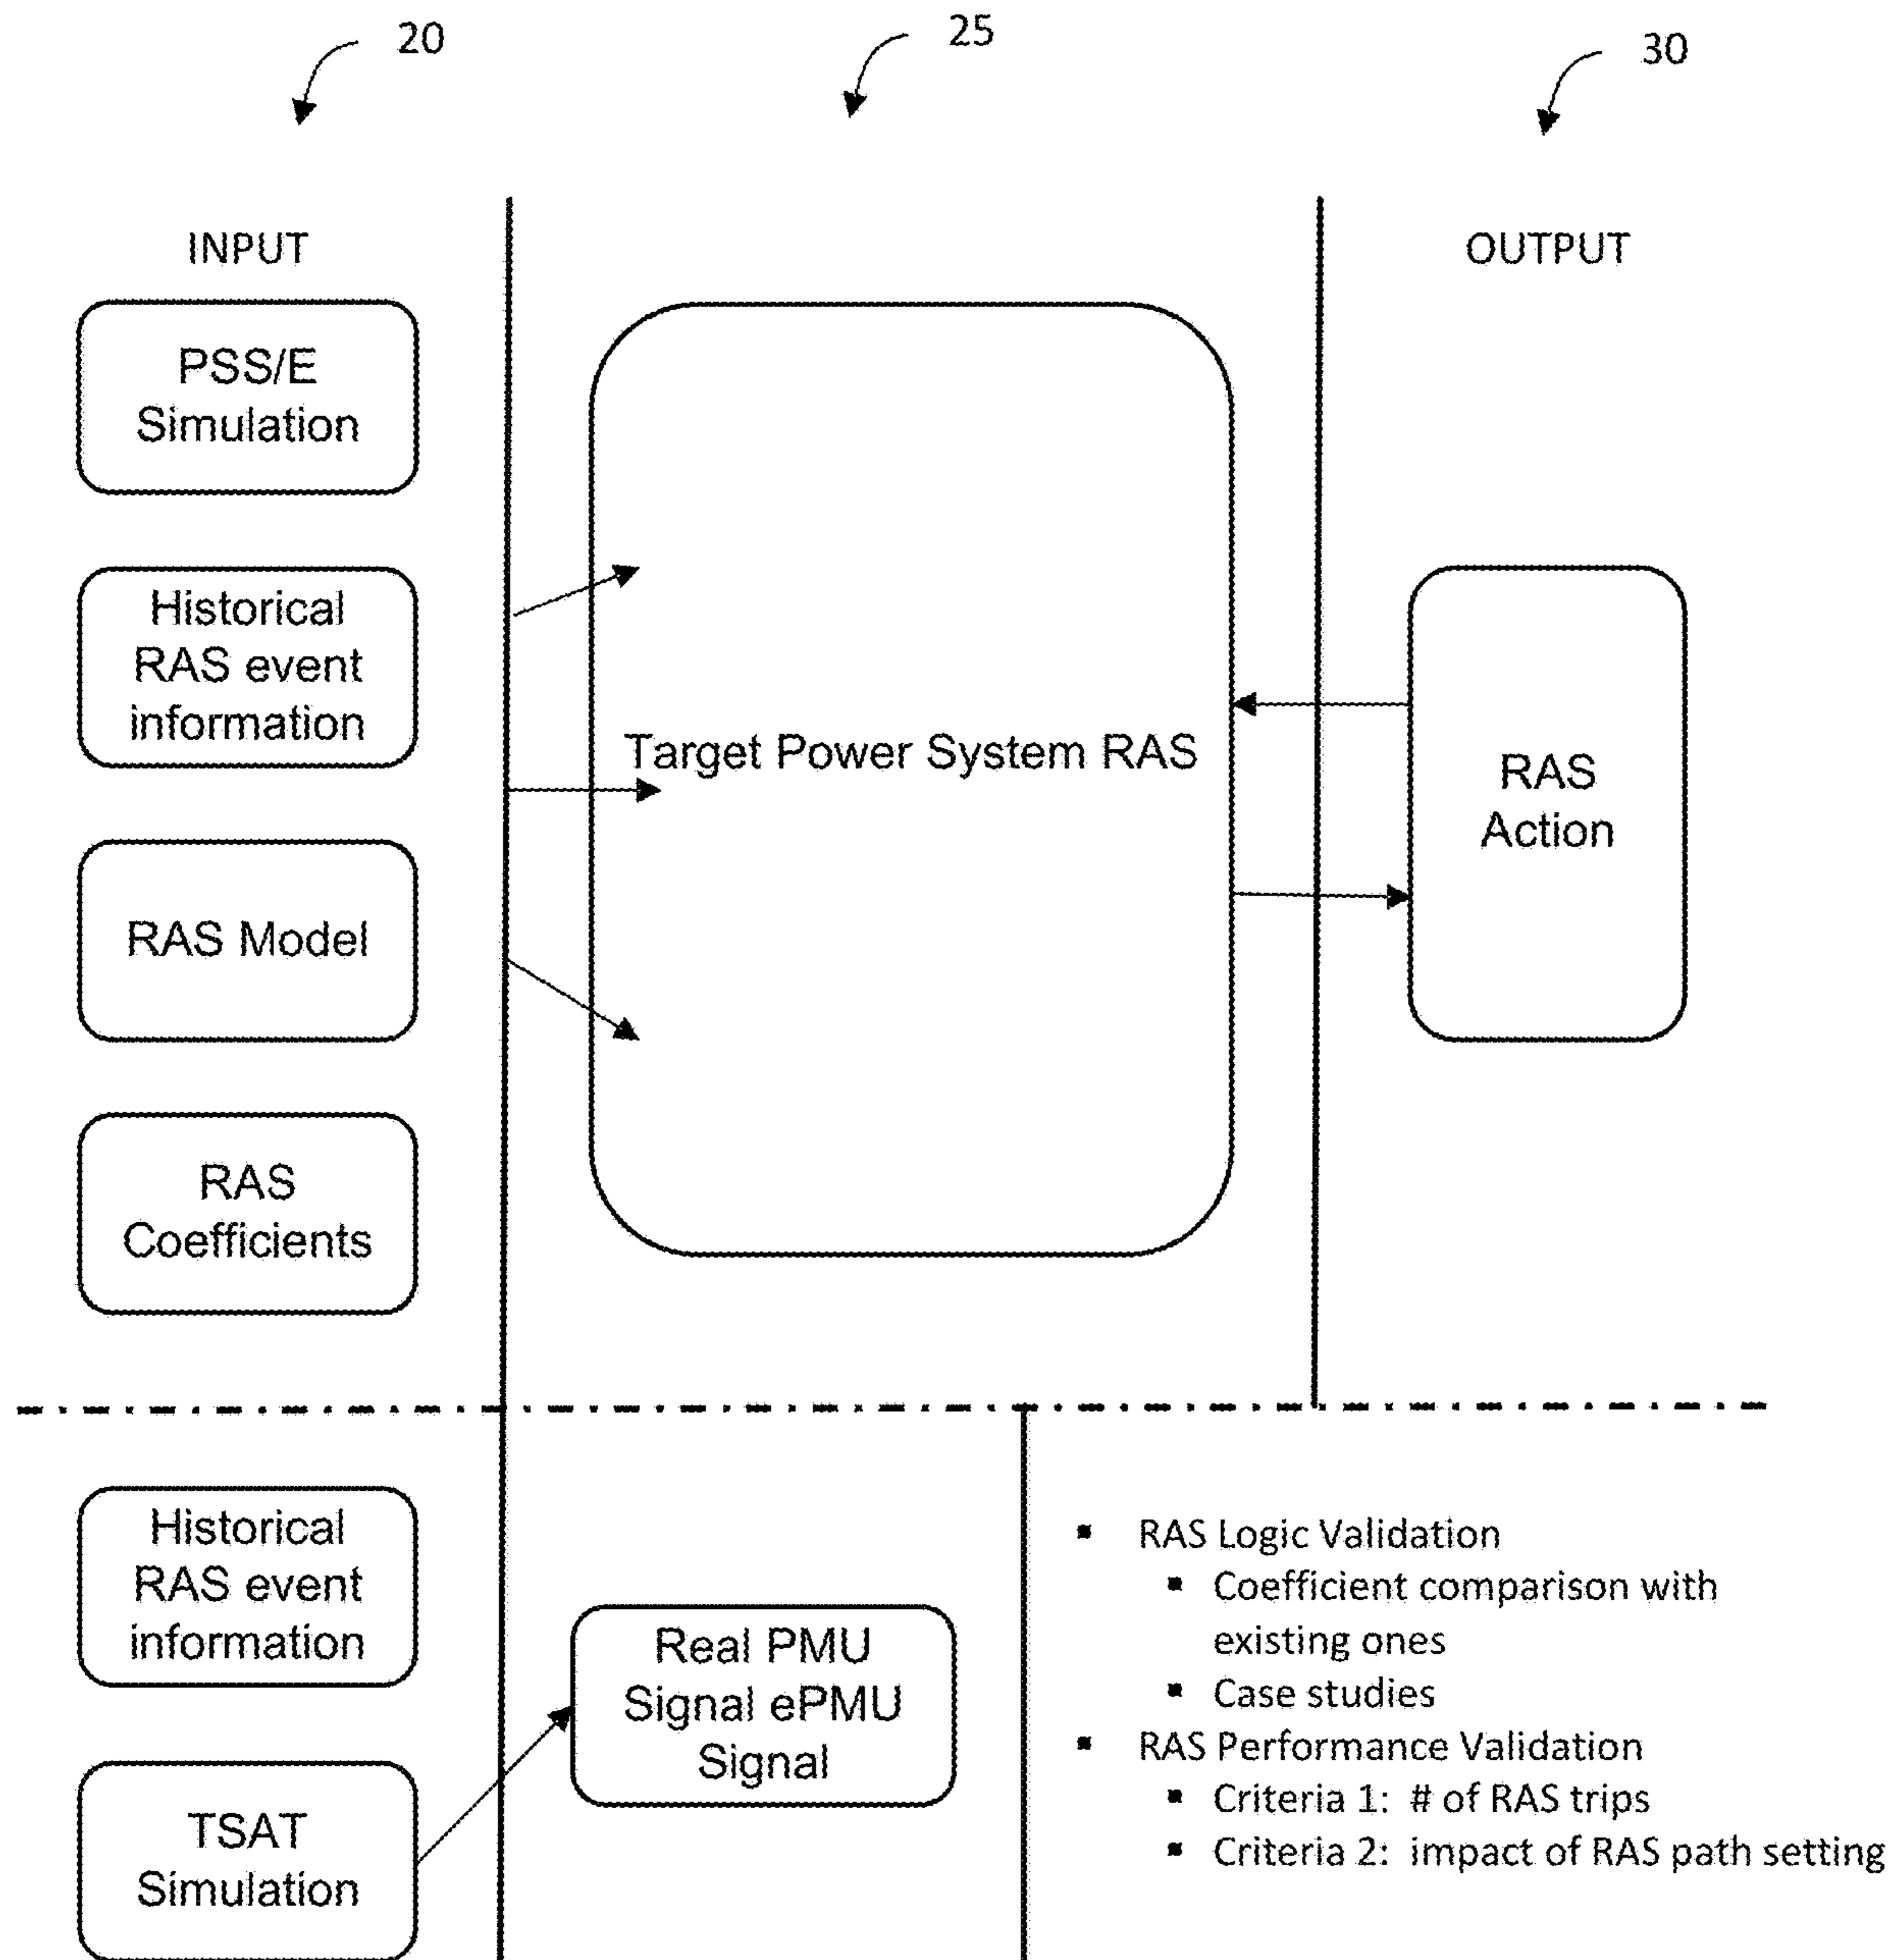 20
25
30
INPUT
OUTPUT
PSS/E
Simulation
Historical
RAS event
information
Target Power System RAS
RAS
Action
RAS Model
RAS
Coefficients
Historical
RAS event
information
Real PMU
Signal ePMU
Signal
TSAT
Simulation
▪ RAS Logic Validation
▪ Coefficient comparison with
existing ones
▪ Case studies
▪ RAS Performance Validation
▪ Criteria 1: # of RAS trips
▪ Criteria 2: impact of RAS path setting